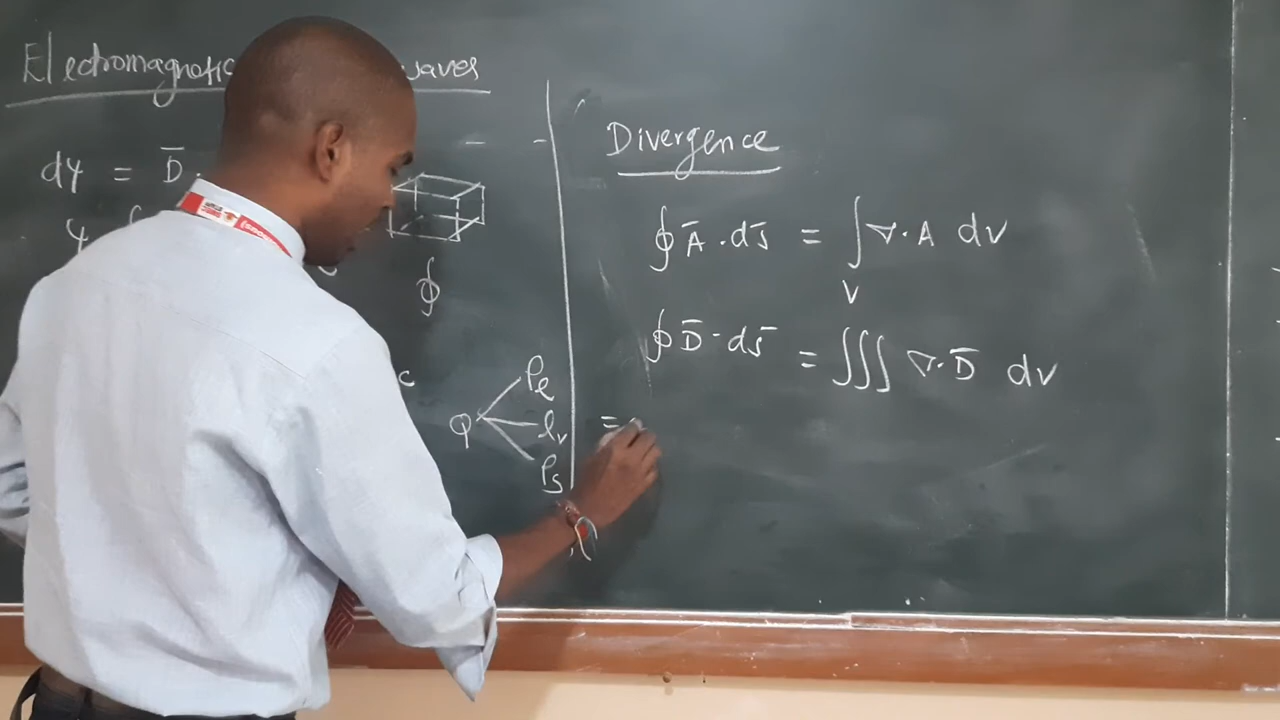 Electromagnetic waves
dψ = D̅ .
ψ
∮
c
Q ρℓ
ρv
ρs
Divergence
∮ A̅ . ds̅ = ∫ ∇. A dv
v
∮ D̅ . ds̅ = ∫∫∫ ∇. D̅ dv
=